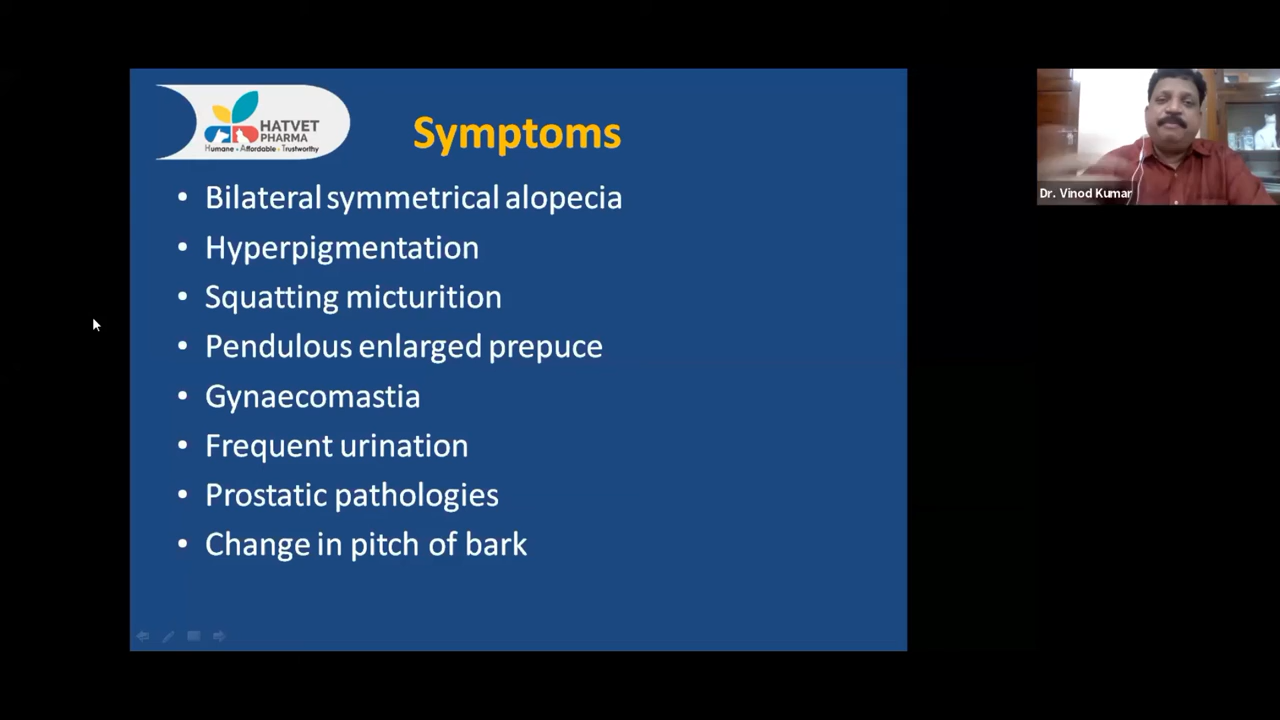 HATVET
PHARMA
Humane - Affordable - Trustworthy
Symptoms
• Bilateral symmetrical alopecia
• Hyperpigmentation
• Squatting micturition
• Pendulous enlarged prepuce
• Gynaecomastia
• Frequent urination
• Prostatic pathologies
• Change in pitch of bark
Dr. Vinod Kumar